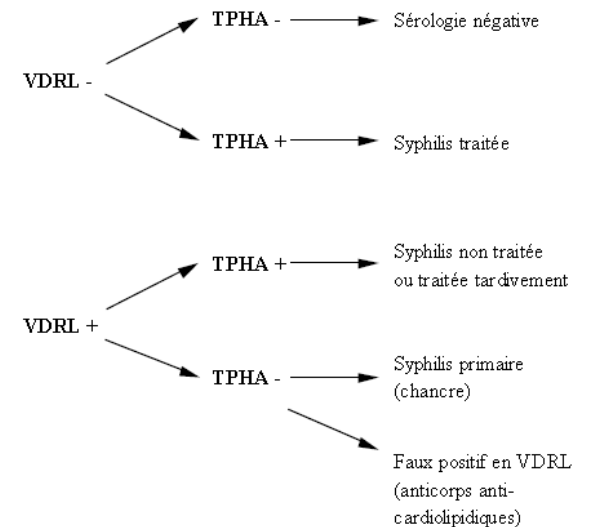 TPHA - Sérologie négative
VDRL -
TPHA + Syphilis traitée
TPHA + Syphilis non traitée
ou traitée tardivement
VDRL +
TPHA - Syphilis primaire
(chancre)
Faux positif en VDRL
(anticorps anti-
cardiolipidiques)